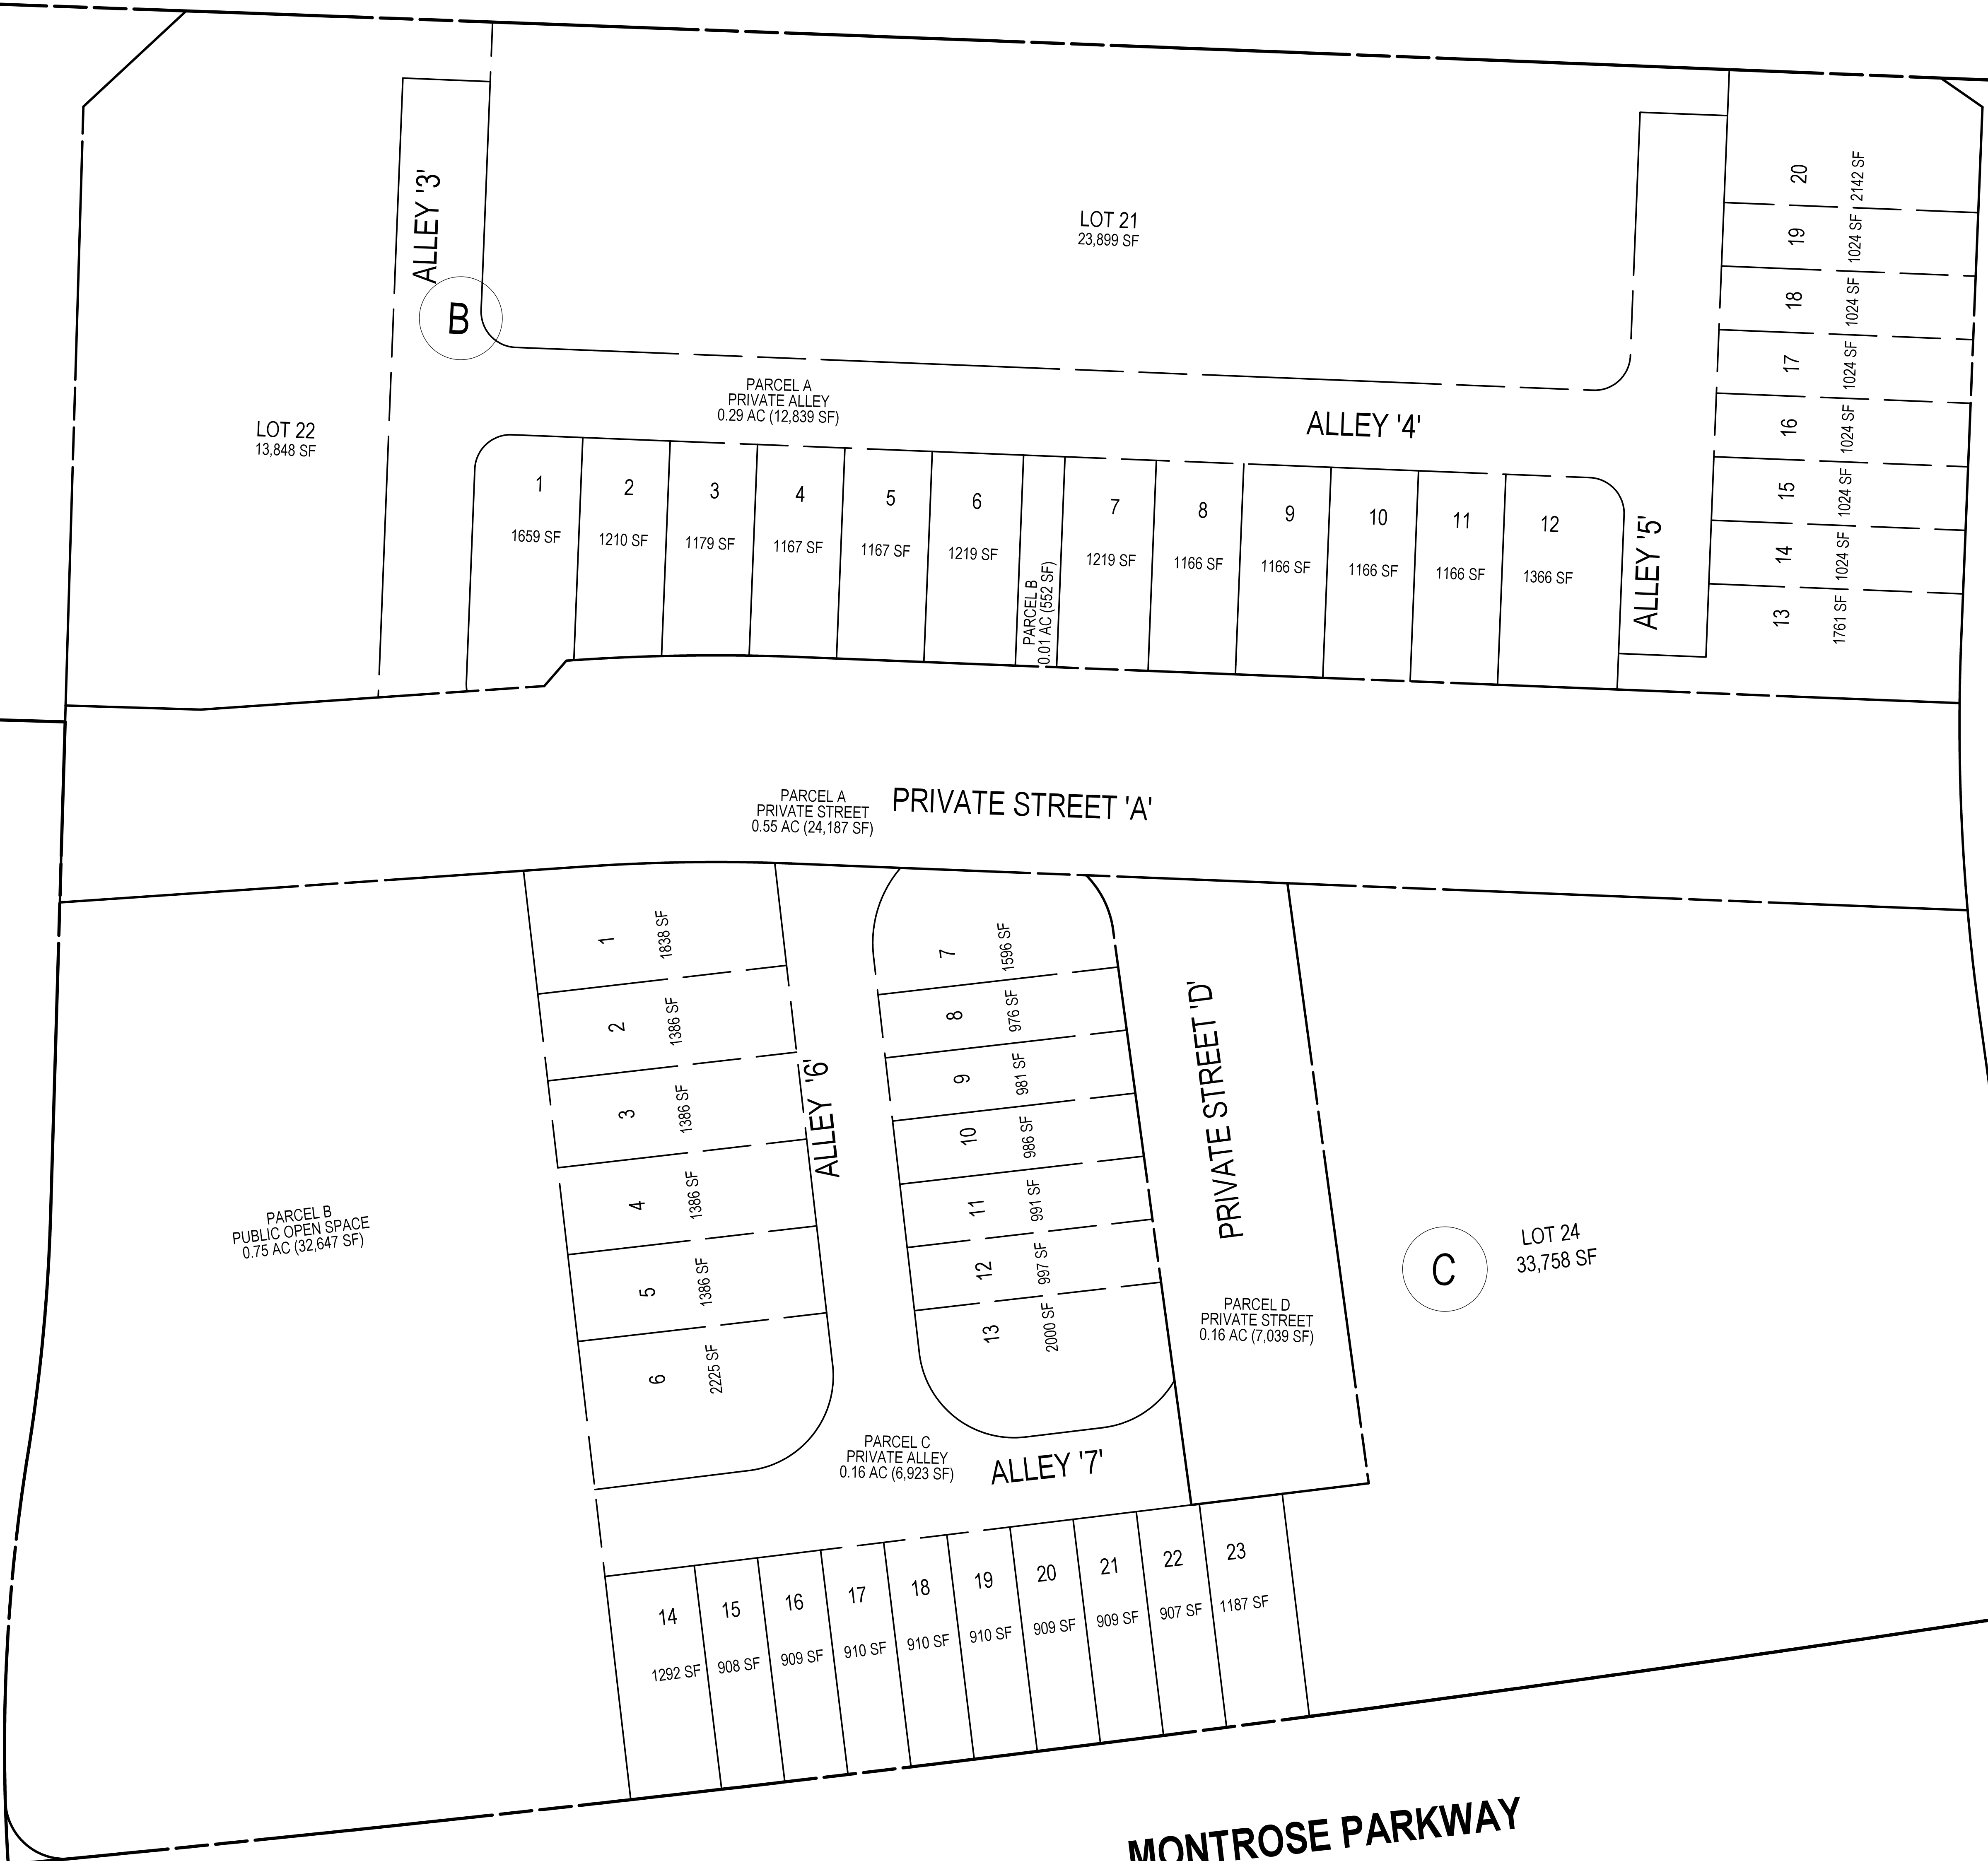 ALLEY '3'
B
LOT 21
23,899 SF
20
2142 SF
19
1024 SF
18
1024 SF
17
1024 SF
16
1024 SF
15
1024 SF
14
1024 SF
13
1761 SF
LOT 22
13,848 SF
PARCEL A
PRIVATE ALLEY
0.29 AC (12,839 SF)
ALLEY '4'
ALLEY '5'
1
1659 SF
2
1210 SF
3
1179 SF
4
1167 SF
5
1167 SF
6
1219 SF
PARCEL B
0.01 AC (552 SF)
7
1219 SF
8
1166 SF
9
1166 SF
10
1166 SF
11
1166 SF
12
1366 SF
PARCEL A
PRIVATE STREET
0.55 AC (24,187 SF)
PRIVATE STREET 'A'
1
1838 SF
2
1386 SF
3
1386 SF
4
1386 SF
5
1386 SF
6
2225 SF
ALLEY '6'
7
1596 SF
8
976 SF
9
981 SF
10
986 SF
11
991 SF
12
997 SF
13
2000 SF
PRIVATE STREET 'D'
PARCEL D
PRIVATE STREET
0.16 AC (7,039 SF)
PARCEL B
PUBLIC OPEN SPACE
0.75 AC (32,647 SF)
C
LOT 24
33,758 SF
PARCEL C
PRIVATE ALLEY
0.16 AC (6,923 SF)
ALLEY '7'
14
1292 SF
15
908 SF
16
909 SF
17
910 SF
18
910 SF
19
910 SF
20
909 SF
21
909 SF
22
907 SF
23
1187 SF
MONTROSE PARKWAY